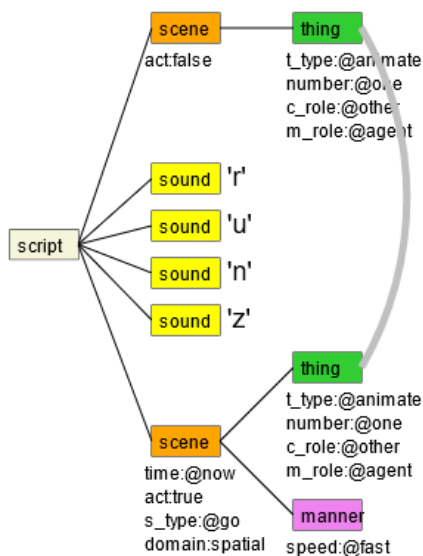 scene
thing
act:false
t_type:@animate
number:@one
c_role:@other
m_role:@agent
sound 'r'
sound 'u'
script
sound 'n'
sound 'z'
thing
t_type:@animate
number:@one
c_role:@other
m_role:@agent
scene
time:@now
act:true
s_type:@go
domain:spatial
manner
speed:@fast